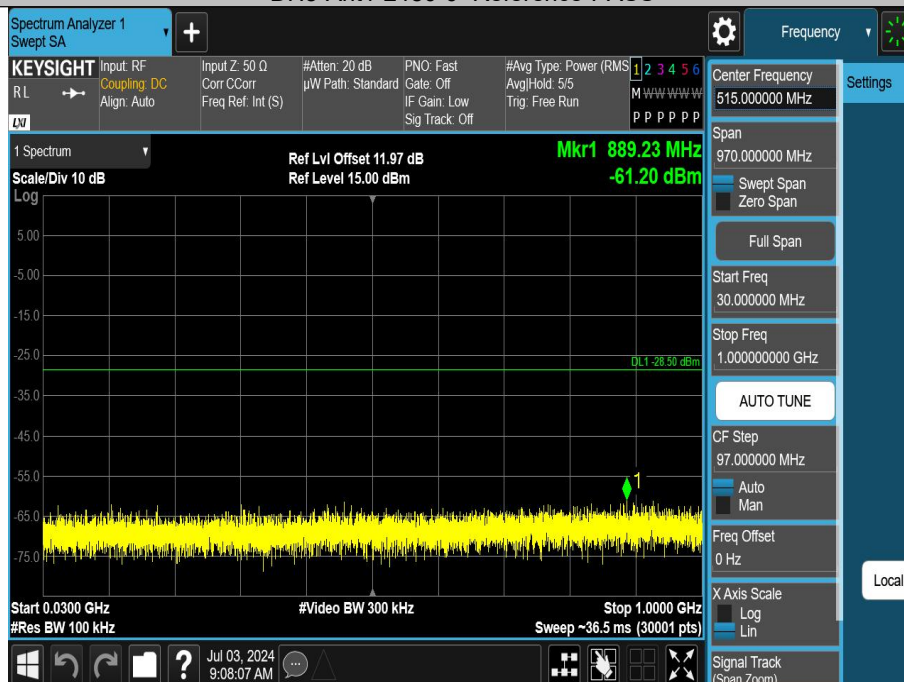 Spectrum Analyzer 1
Swept SA
Frequency
KEYSIGHT
RL
LXI
Input: RF
Coupling: DC
Align: Auto
Input Z: 50 Ω
Corr CCorr
Freq Ref: Int (S)
#Atten: 20 dB
µW Path: Standard
PNO: Fast
Gate: Off
IF Gain: Low
Sig Track: Off
#Avg Type: Power (RMS
Avg|Hold: 5/5
Trig: Free Run
1 2 3 4 5 6
M W W W W W
P P P P P P
1 Spectrum
Scale/Div 10 dB
Ref Lvl Offset 11.97 dB
Ref Level 15.00 dBm
Mkr1 889.23 MHz
-61.20 dBm
Log
5.00
-5.00
-15.0
-25.0
DL1 -28.50 dBm
-35.0
-45.0
-55.0
1
-65.0
-75.0
Start 0.0300 GHz
#Video BW 300 kHz
Stop 1.0000 GHz
#Res BW 100 kHz
Sweep ~36.5 ms (30001 pts)
Jul 03, 2024
9:08:07 AM
Center Frequency
515.000000 MHz
Settings
Span
970.000000 MHz
Swept Span
Zero Span
Full Span
Start Freq
30.000000 MHz
Stop Freq
1.000000000 GHz
AUTO TUNE
CF Step
97.000000 MHz
Auto
Man
Freq Offset
0 Hz
Local
X Axis Scale
Log
Lin
Signal Track
(Span Zoom)